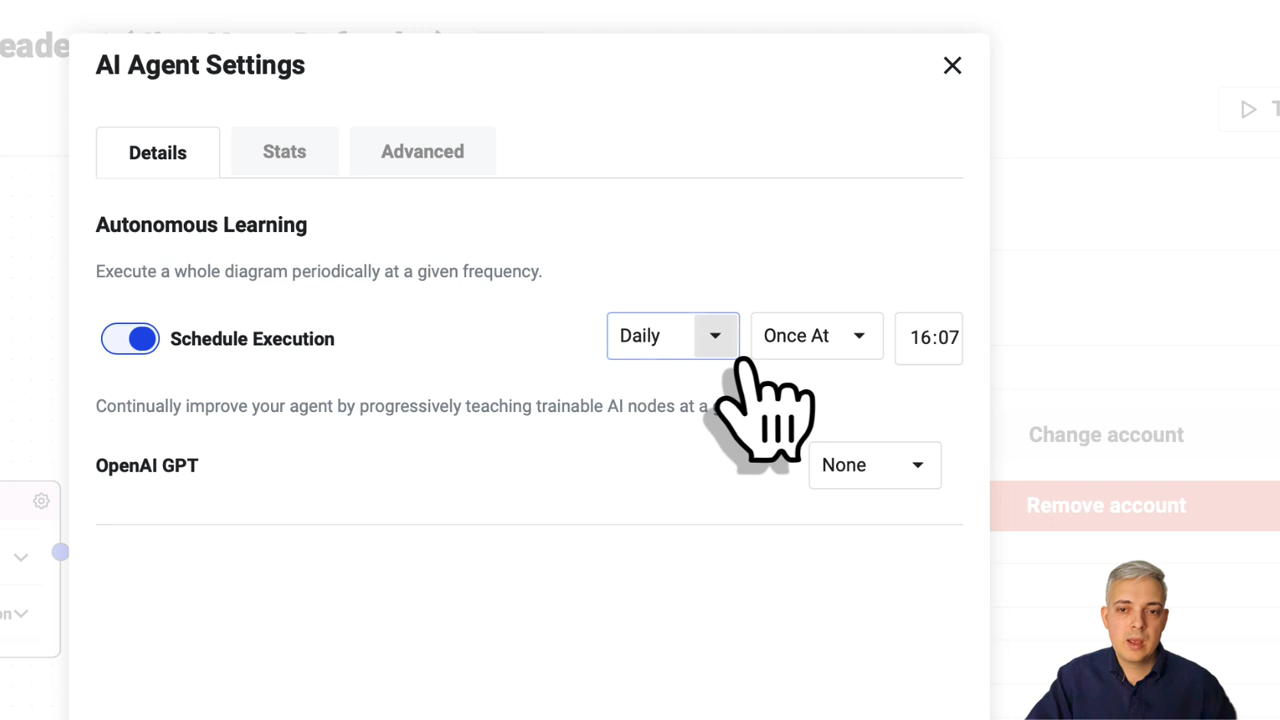 AI Agent Settings
Details
Stats
Advanced
Autonomous Learning
Execute a whole diagram periodically at a given frequency.
Schedule Execution
Daily
Once At
16:07
Continually improve your agent by progressively teaching trainable AI nodes at a
OpenAI GPT
None
Change account
Remove account